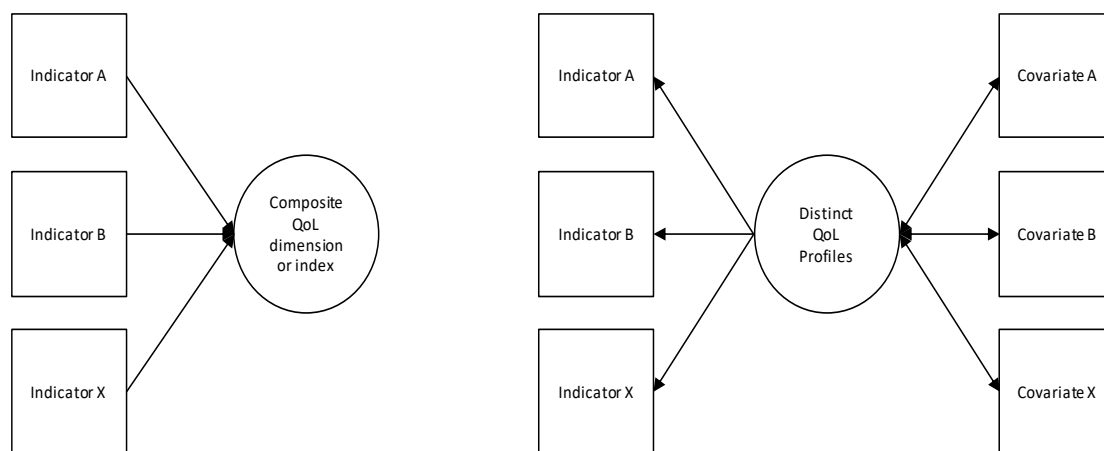 Indicator A
Indicator B
Indicator X
Composite
QoL
dimension
or index
Indicator A
Indicator B
Indicator X
Distinct
QoL
Profiles
Covariate A
Covariate B
Covariate X